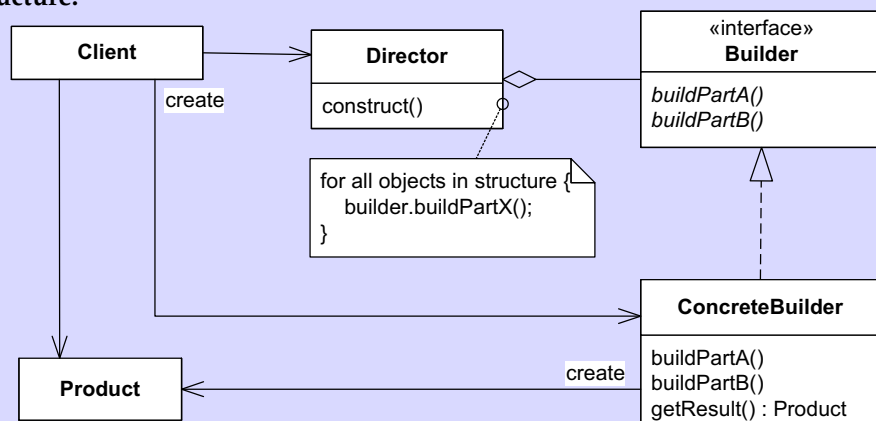 ucture.
Client
Director
construct()
«interface»
Builder
buildPartA()
buildPartB()
create
for all objects in structure {
builder.buildPartX();
}
ConcreteBuilder
buildPartA()
buildPartB()
getResult() : Product
create
Product